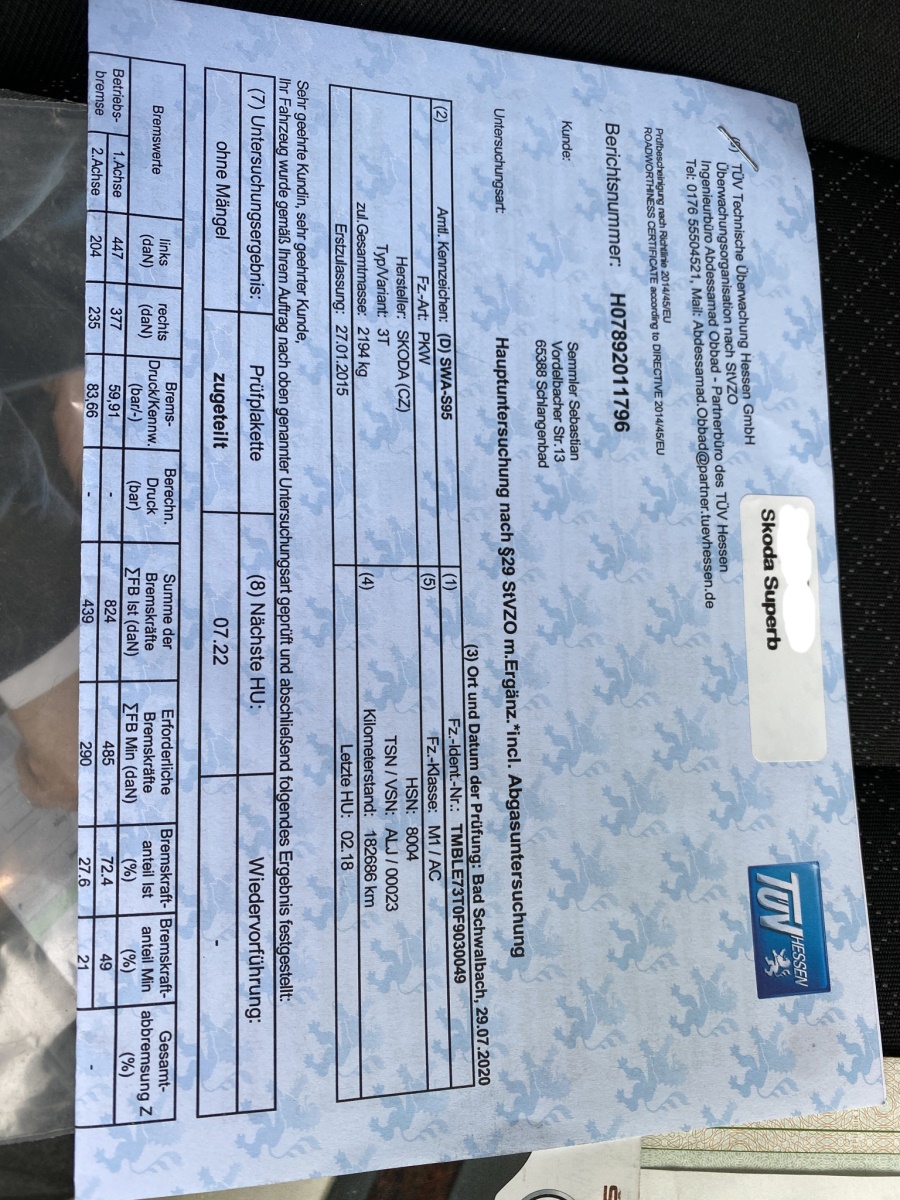 Skoda Superb
TÜV HESSEN
TÜV Technische Überwachung Hessen GmbH
Überwachungsorganisation nach StVZO
Ingenieurbüro Abdessamad Obbad - Partnerbüro des TÜV Hessen
Tel: 0176 55504521, Mail: Abdessamad.Obbad@partner.tuevhessen.de
Prüfbescheinigung nach Richtlinie 2014/45/EU
ROADWORTHINESS CERTIFICATE according to DIRECTIVE 2014/45/EU
Berichtsnummer: H07892011796
Kunde: Semmler Sebastian
Vordelbacher Str.13
65388 Schlangenbad
Untersuchungsart: Hauptuntersuchung nach §29 StVZO m.Ergänz.*incl. Abgasuntersuchung
(3) Ort und Datum der Prüfung: Bad Schwalbach, 29.07.2020
(2) Amtl. Kennzeichen: (D) SWA-S95 (1) Fz.-Ident.-Nr.: TMBLE73T0F9030049
Fz.-Art: PKW (5) Fz.-Klasse: M1 / AC
Hersteller: SKODA (CZ) HSN: 8004
Typ/Variant: 3T TSN / VSN: ALJ / 00023
zul.Gesamtmasse: 2194 kg (4) Kilometerstand: 182686 km
Erstzulassung: 27.01.2015 Letzte HU: 02.18
Sehr geehrte Kundin, sehr geehrter Kunde,
Ihr Fahrzeug wurde gemäß Ihrem Auftrag nach oben genannter Untersuchungsart geprüft und abschließend folgendes Ergebnis festgestellt:
(7) Untersuchungsergebnis: Prüfplakette (8) Nächste HU: Wiedervorführung:
ohne Mängel zugeteilt 07.22 -
Bremswerte links (daN) rechts (daN) Brems- Druck/Kennw. (bar/-) Berechn. Druck (bar) Summe der Bremskräfte ΣFB Ist (daN) Erforderliche Bremskräfte ΣFB Min (daN) Bremskraft- anteil Ist (%) Bremskraft- anteil Min (%) Gesamt- abbremsung Z (%)
Betriebs- 1.Achse 447 377 59,91 - 824 485 72.4 49
bremse 2.Achse 204 235 83,66 - 439 290 27.6 21 -